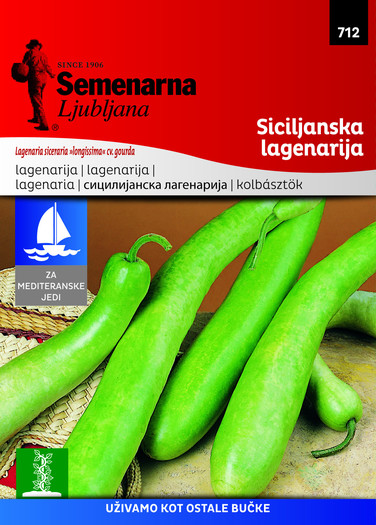 712
SINCE 1906
Semenarna
Ljubljana
®
Siciljanska
lagenarija
Lagenaria siceraria »longissima« cv. gourda
lagenarija | lagenarija |
lagenaria | сицилијанска лагенарија | kolbásztök
ZA
MEDITERANSKE
JEDI
UŽIVAMO KOT OSTALE BUČKE